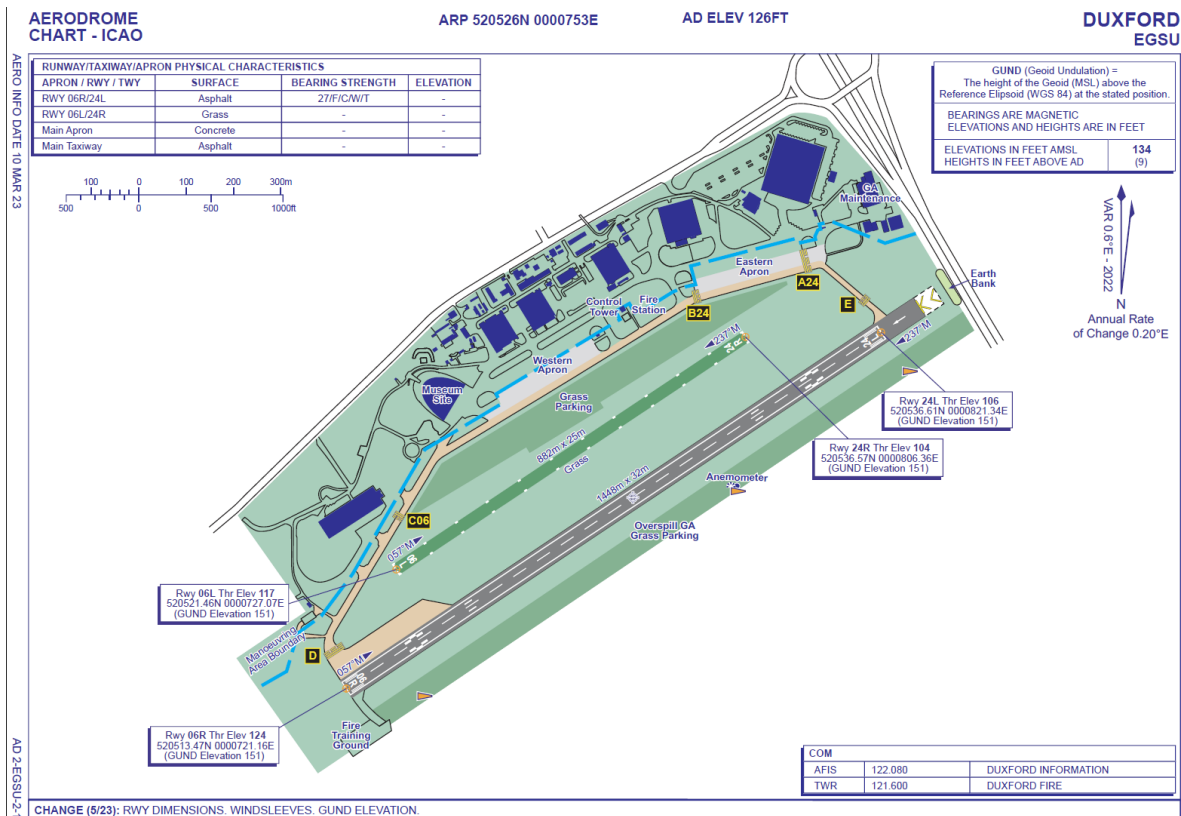 AERODROME
CHART - ICAO
ARP 520526N 0000753E
AD ELEV 126FT
DUXFORD
EGSU
AERO INFO DATE 10 MAR 23
RUNWAY/TAXIWAY/APRON PHYSICAL CHARACTERISTICS
APRON / RWY / TWY SURFACE BEARING STRENGTH ELEVATION
RWY 06R/24L Asphalt 27/F/C/W/T -
RWY 06L/24R Grass - -
Main Apron Concrete - -
Main Taxiway Asphalt - -
100 0 100 200 300m
500 0 500 1000ft
GUND (Geoid Undulation) =
The height of the Geoid (MSL) above the
Reference Elipsoid (WGS 84) at the stated position.
BEARINGS ARE MAGNETIC
ELEVATIONS AND HEIGHTS ARE IN FEET
ELEVATIONS IN FEET AMSL 134
HEIGHTS IN FEET ABOVE AD (9)
VAR 0.6°E - 2022
N
Annual Rate
of Change 0.20°E
GA
Maintenance
Eastern
Apron
A24
Earth
Bank
E
Control
Tower
Fire
Station
B24
237°M
24
R
237°M
24
L
Western
Apron
Museum
Site
Grass
Parking
Rwy 24L Thr Elev 106
520536.61N 0000821.34E
(GUND Elevation 151)
882m x 25m
Grass
Rwy 24R Thr Elev 104
520536.57N 0000806.36E
(GUND Elevation 151)
1448m x 32m
Anemometer
C06
Overspill GA
Grass Parking
057°M
06
L
Rwy 06L Thr Elev 117
520521.46N 0000727.07E
(GUND Elevation 151)
Manoeuvring
Area Boundary
D
057°M
06
R
Rwy 06R Thr Elev 124
520513.47N 0000721.16E
(GUND Elevation 151)
Fire
Training
Ground
COM
AFIS 122.080 DUXFORD INFORMATION
TWR 121.600 DUXFORD FIRE
AD 2-EGSU-2-1
CHANGE (5/23): RWY DIMENSIONS. WINDSLEEVES. GUND ELEVATION.